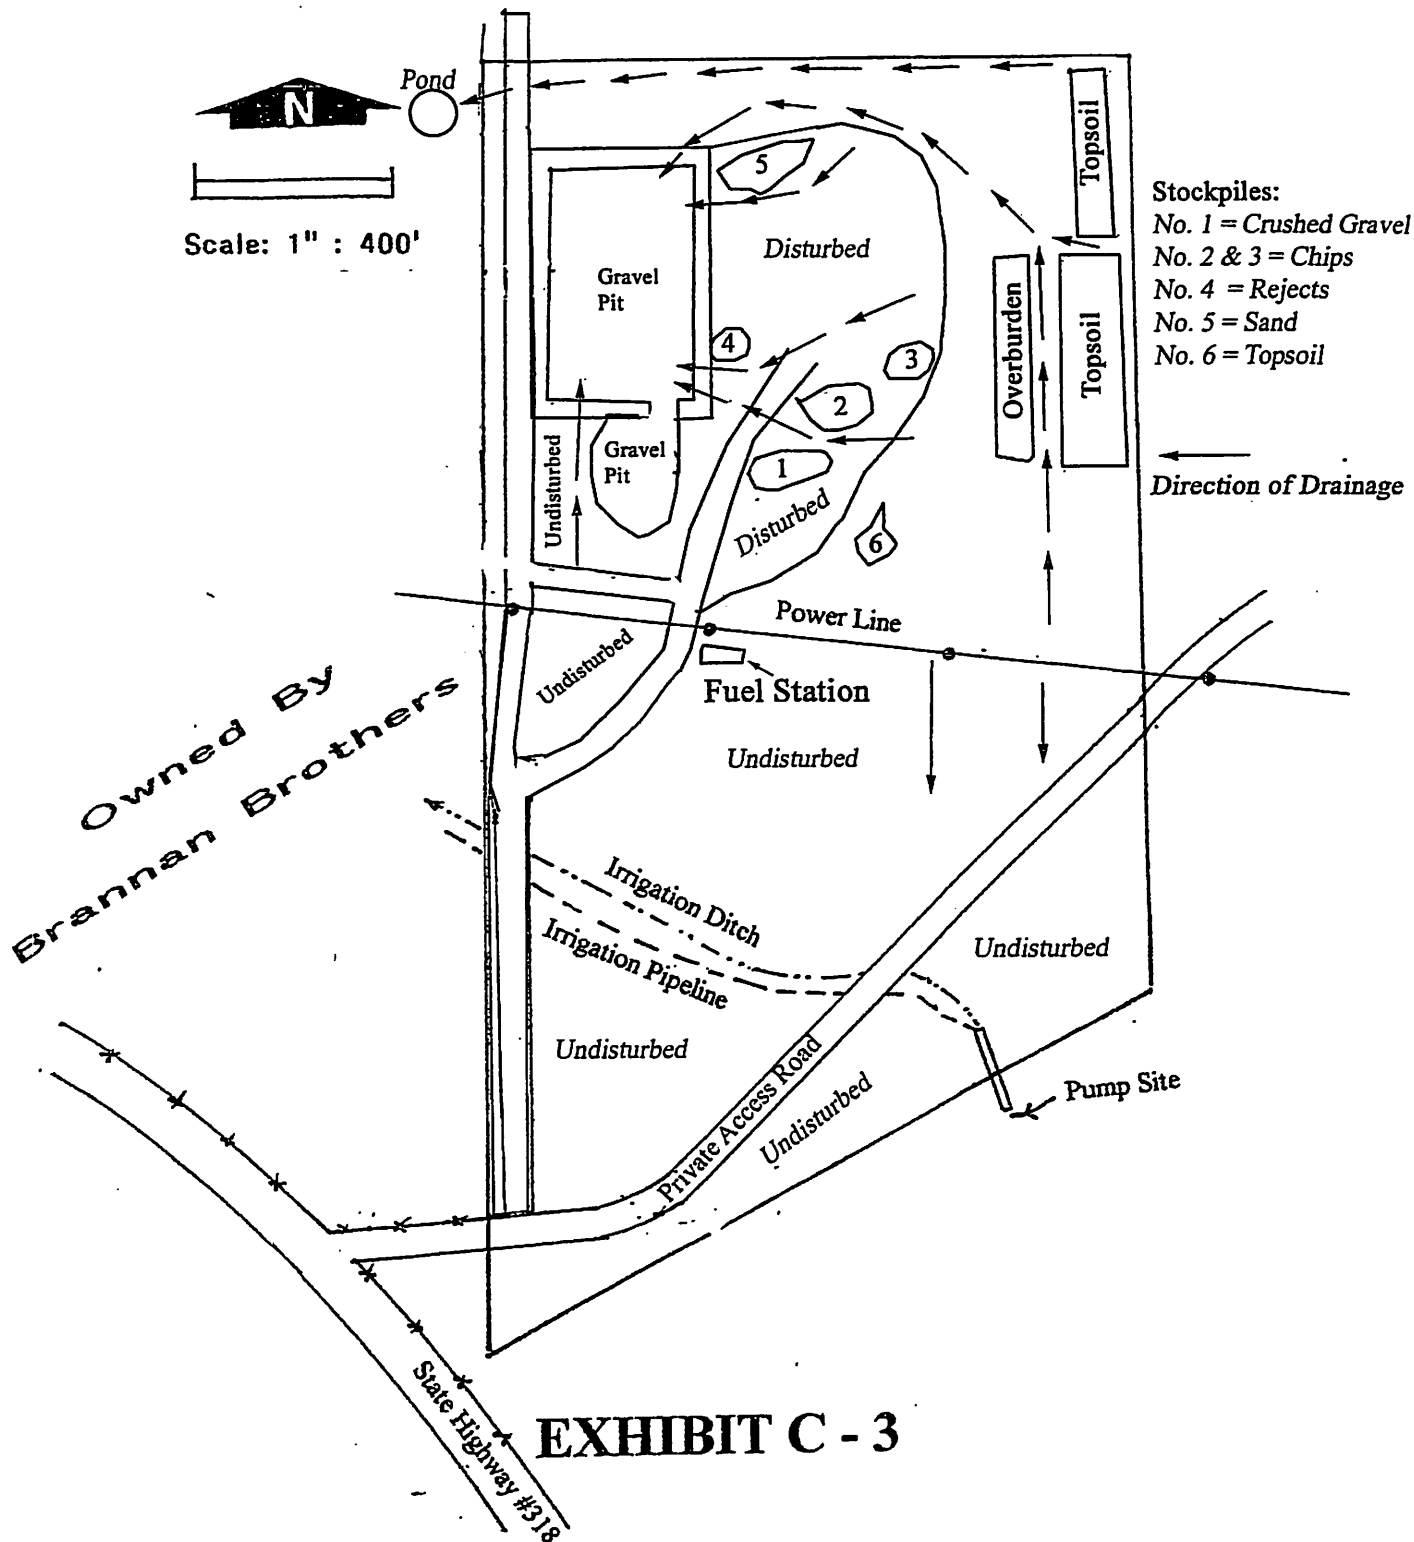 Pond
N
Scale: 1" : 400'
Topsoil
Stockpiles:
No. 1 = Crushed Gravel
No. 2 & 3 = Chips
No. 4 = Rejects
No. 5 = Sand
No. 6 = Topsoil
5
Disturbed
Gravel
Pit
4
3
2
1
Overburden
Topsoil
Direction of Drainage
Undisturbed
Gravel
Pit
Disturbed
6
Power Line
Undisturbed
Fuel Station
Undisturbed
Owned By
Brannan Brothers
Irrigation Ditch
Irrigation Pipeline
Undisturbed
Undisturbed
Private Access Road
Undisturbed
Pump Site
State Highway #318
EXHIBIT C - 3